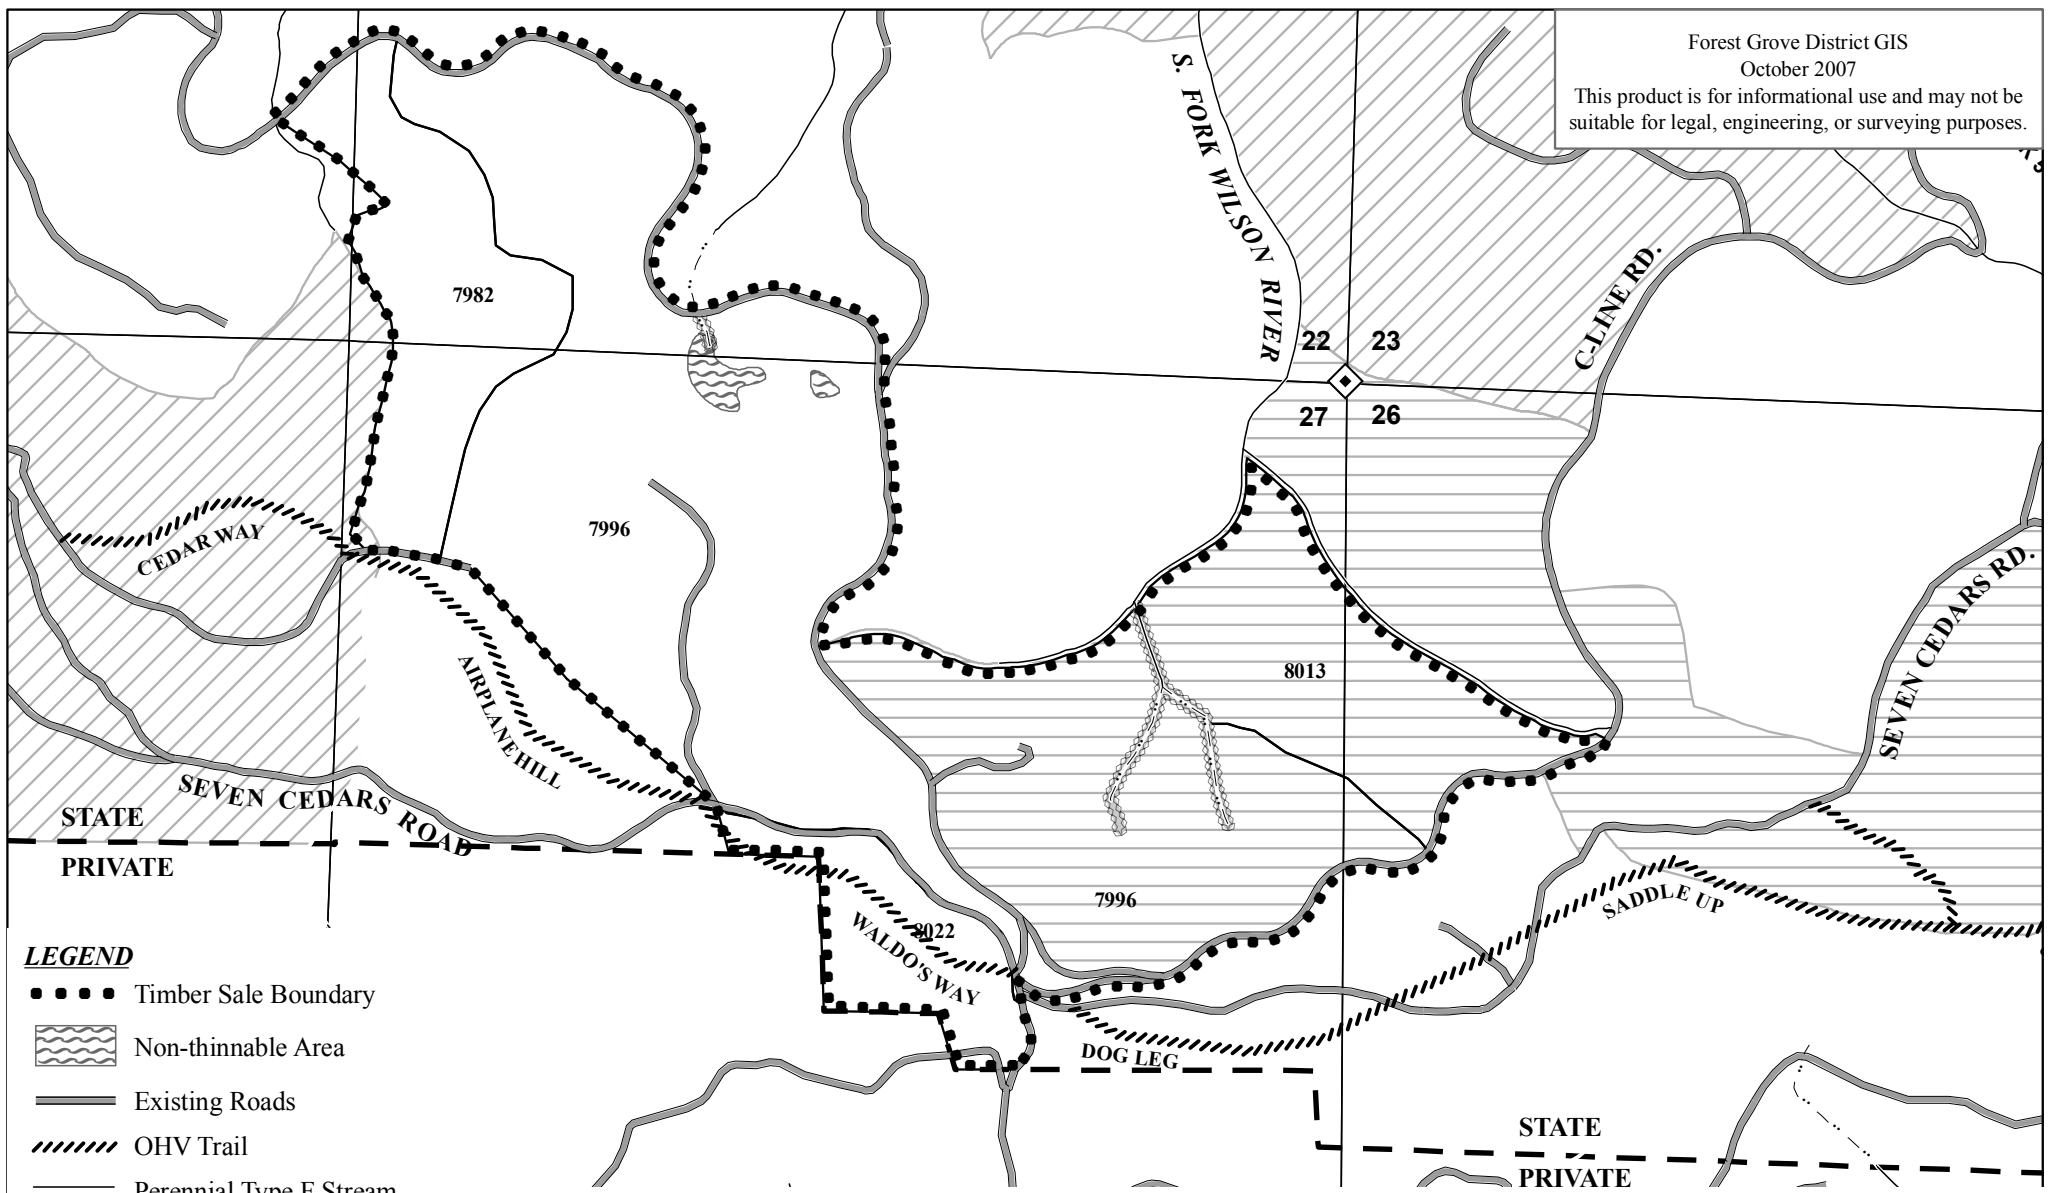 Forest Grove District GIS
October 2007
This product is for informational use and may not be
suitable for legal, engineering, or surveying purposes.
S. FORK WILSON RIVER
C-LINE RD.
7982
22 23
27 26
7996
CEDAR WAY
SEVEN CEDARS RD.
AIRPLANE HILL
8013
SEVEN CEDARS ROAD
STATE
PRIVATE
7996
SADDLE UP
8022
WALDO'S WAY
DOG LEG
LEGEND
Timber Sale Boundary
Non-thinnable Area
Existing Roads
OHV Trail
Perennial Type F Stream
STATE
PRIVATE